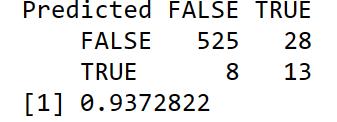 Predicted FALSE TRUE
FALSE 525 28
TRUE 8 13
[1] 0.9372822